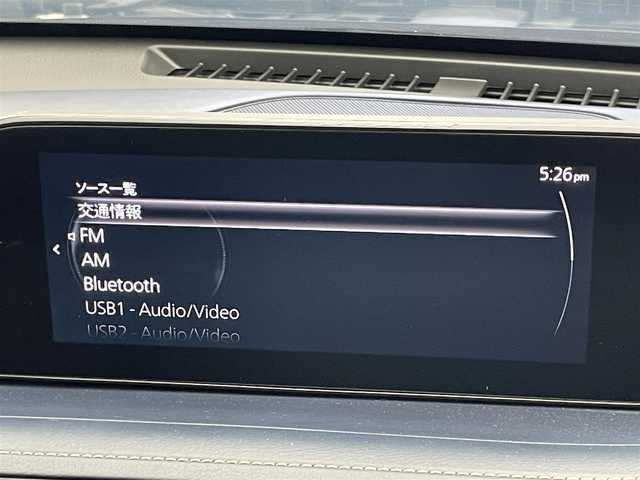 5:26pm
ソース一覧
交通情報
FM
AM
Bluetooth
USB1 - Audio/Video
USB2 - Audio/Video